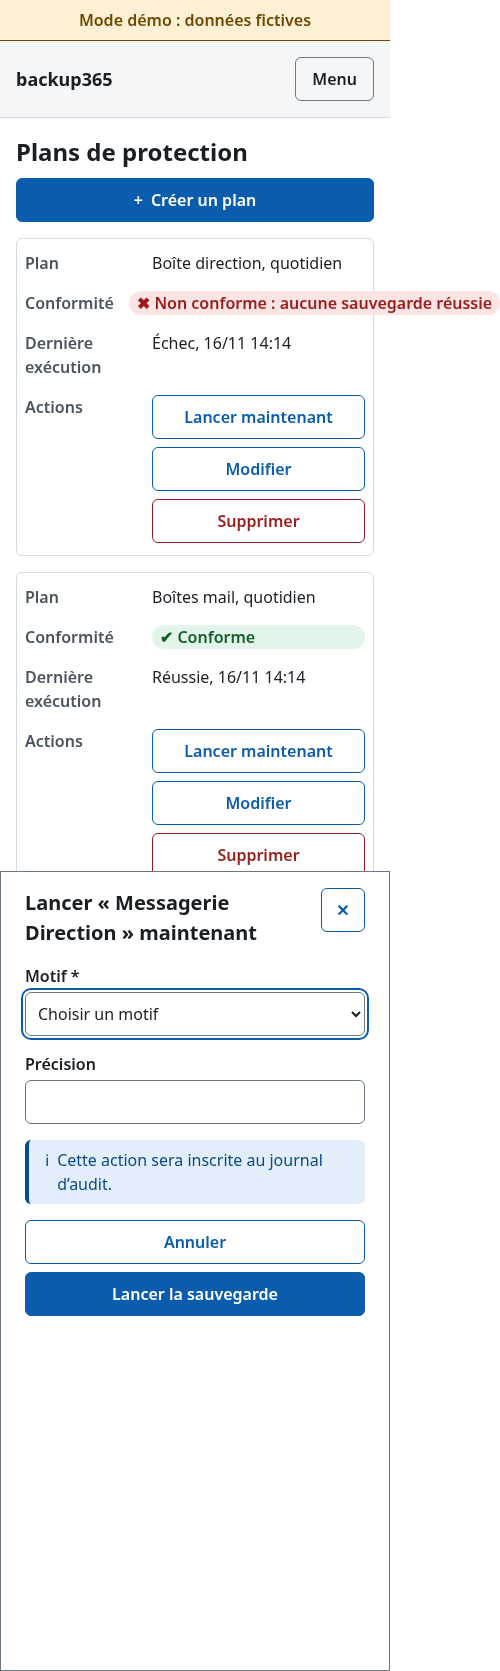 Mode démo : données fictives
backup365
Menu
Plans de protection
+ Créer un plan
Plan
Boîte direction, quotidien
Conformité
✖ Non conforme : aucune sauvegarde réussie
Dernière
exécution
Échec, 16/11 14:14
Actions
Lancer maintenant
Modifier
Supprimer
Plan
Boîtes mail, quotidien
Conformité
✔ Conforme
Dernière
exécution
Réussie, 16/11 14:14
Actions
Lancer maintenant
Modifier
Supprimer
Lancer « Messagerie
Direction » maintenant
×
Motif *
Choisir un motif
Précision
i Cette action sera inscrite au journal
d’audit.
Annuler
Lancer la sauvegarde